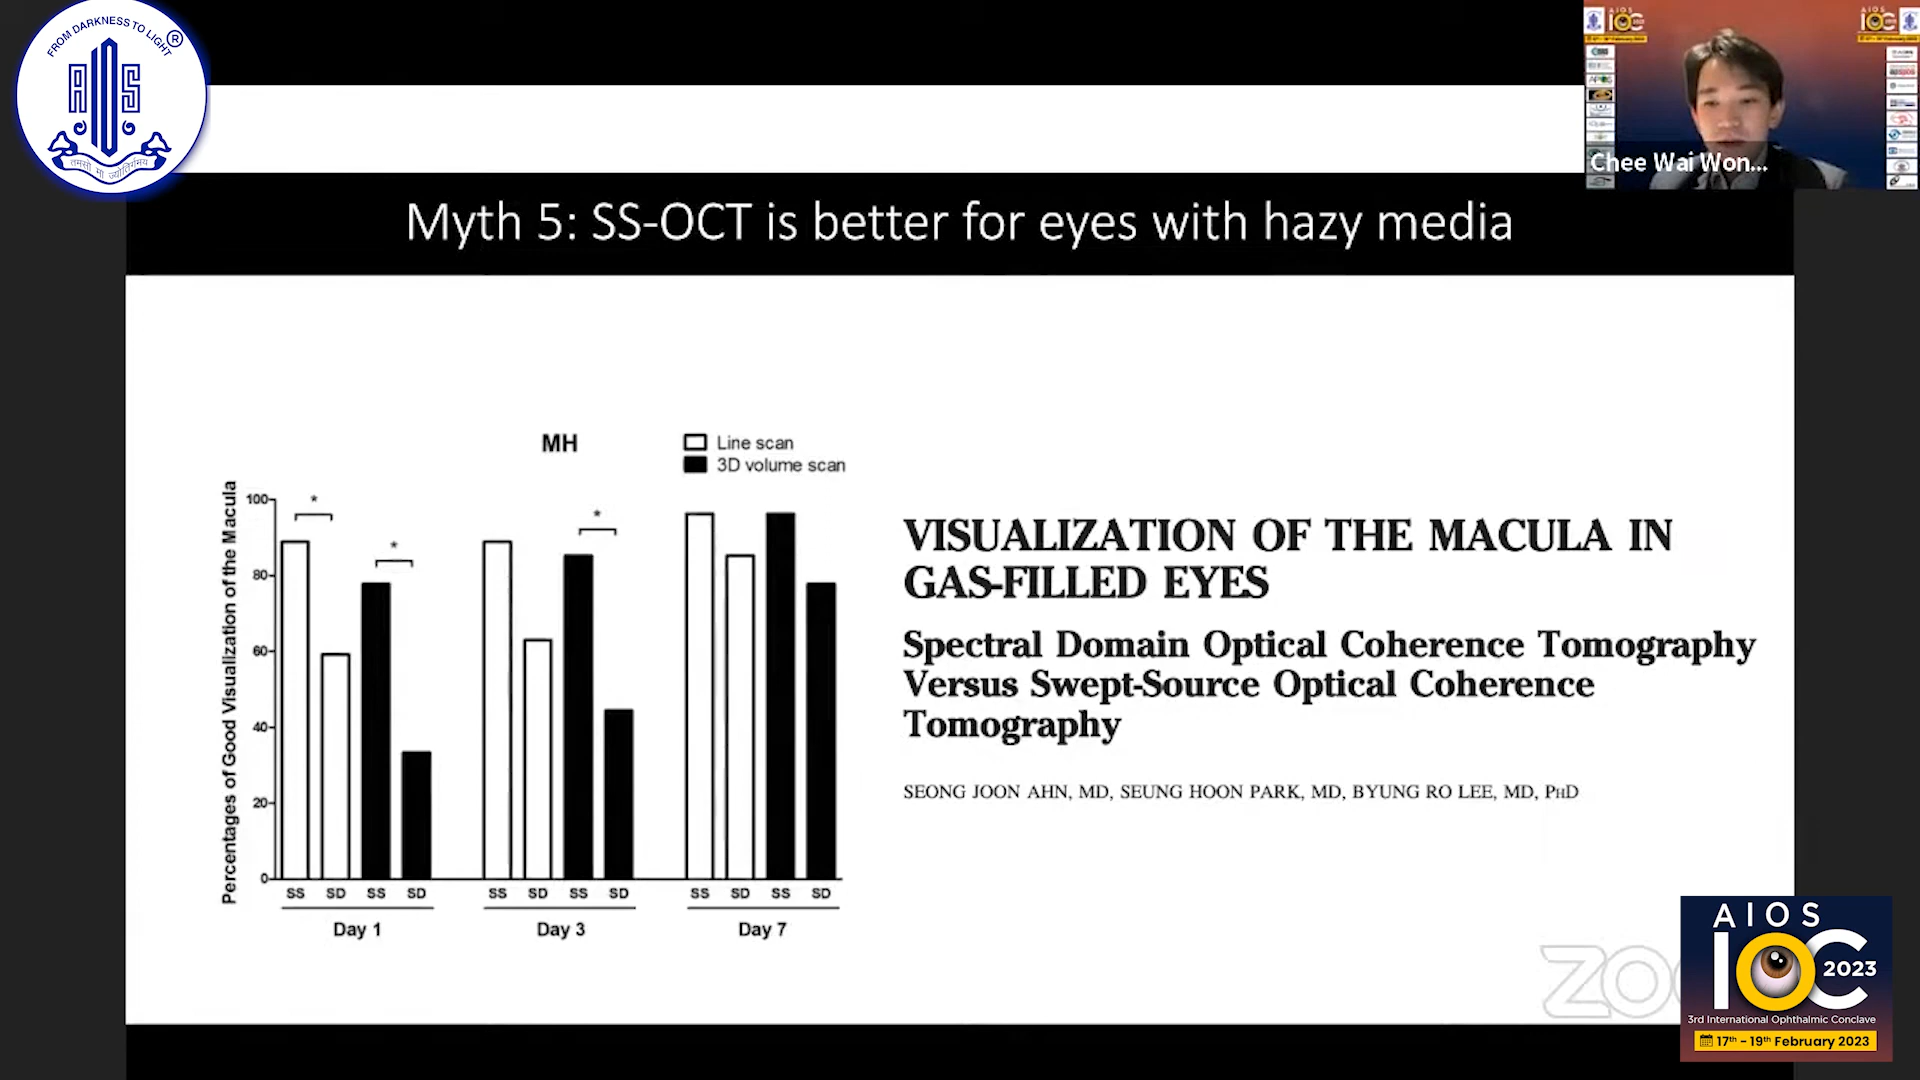 FROM DARKNESS TO LIGHT
®
AIOS
तमसो मा ज्योतिर्गमय
AIOS
IOC
Chee Wai Won...
Myth 5: SS-OCT is better for eyes with hazy media
MH
Line scan
3D volume scan
Percentages of Good Visualization of the Macula
100
80
60
40
20
0
*
*
*
SS SD SS SD
SS SD SS SD
SS SD SS SD
Day 1
Day 3
Day 7
VISUALIZATION OF THE MACULA IN
GAS-FILLED EYES
Spectral Domain Optical Coherence Tomography
Versus Swept-Source Optical Coherence
Tomography
SEONG JOON AHN, MD, SEUNG HOON PARK, MD, BYUNG RO LEE, MD, PHD
ZO
AIOS
IOC 2023
3rd International Ophthalmic Conclave
17th - 19th February 2023